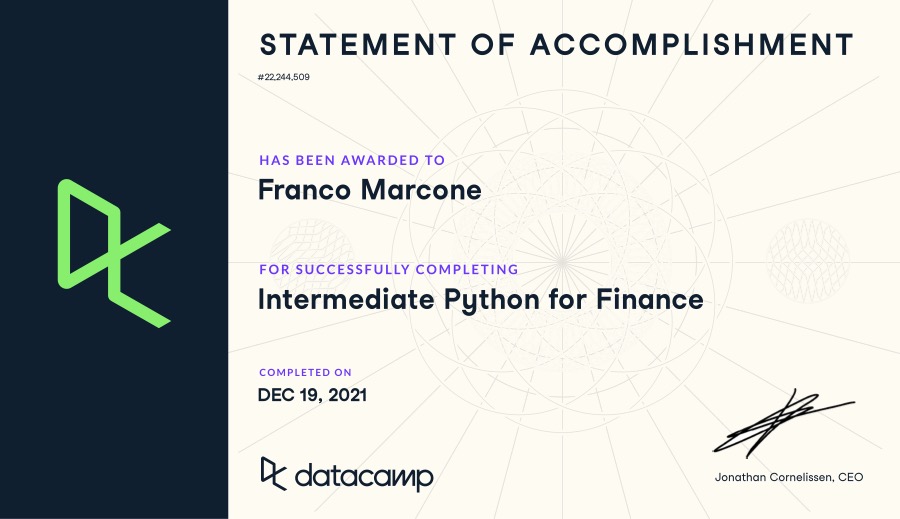 STATEMENT OF ACCOMPLISHMENT
#22,244,509
HAS BEEN AWARDED TO
Franco Marcone
FOR SUCCESSFULLY COMPLETING
Intermediate Python for Finance
COMPLETED ON
DEC 19, 2021
datacamp
Jonathan Cornelissen, CEO